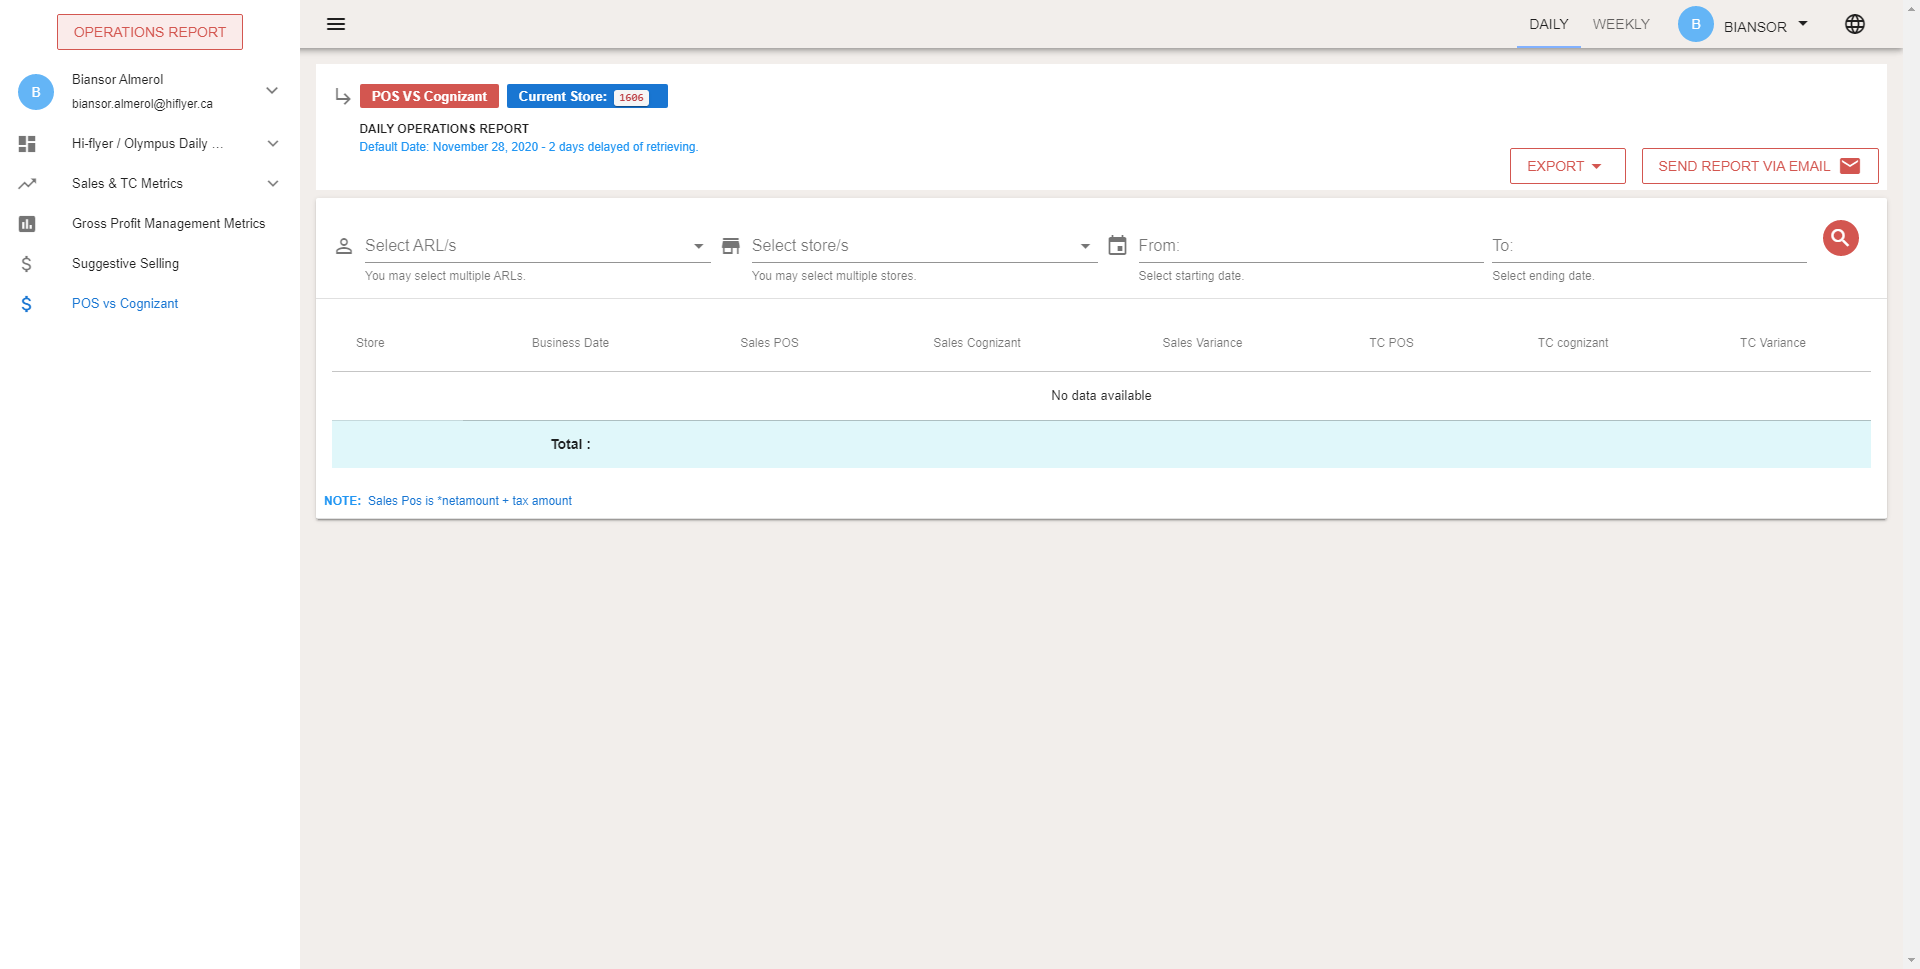 OPERATIONS REPORT
B
Biansor Almerol
biansor.almerol@hiflyer.ca
Hi-flyer / Olympus Daily ...
Sales & TC Metrics
Gross Profit Management Metrics
Suggestive Selling
POS vs Cognizant
DAILY WEEKLY B BIANSOR
POS VS Cognizant Current Store: 1606
DAILY OPERATIONS REPORT
Default Date: November 28, 2020 - 2 days delayed of retrieving.
EXPORT SEND REPORT VIA EMAIL
Select ARL/s Select store/s From: To:
You may select multiple ARLs. You may select multiple stores. Select starting date. Select ending date.
Store Business Date Sales POS Sales Cognizant Sales Variance TC POS TC cognizant TC Variance
No data available
Total :
NOTE: Sales Pos is *netamount + tax amount